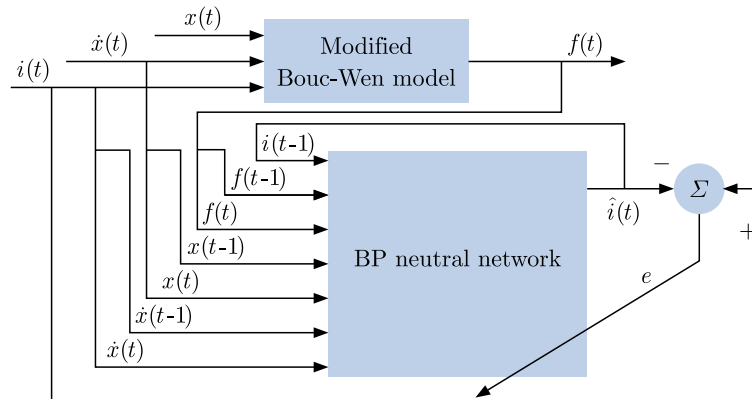 x(t)
ẋ(t)
i(t)
Modified
Bouc-Wen model
f(t)
i(t-1)
f(t-1)
f(t)
x(t-1)
x(t)
ẋ(t-1)
ẋ(t)
BP neutral network
−
Σ
î(t)
+
e